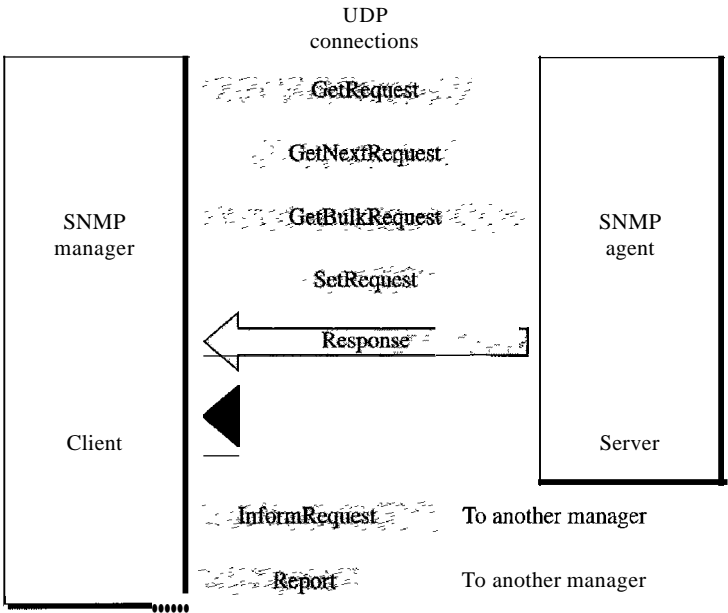 UDP
connections
GetRequest
GetNextRequest
GetBulkRequest
SNMP
manager
SNMP
agent
SetRequest
Response
Client
Server
InformRequest
To another manager
Report
To another manager